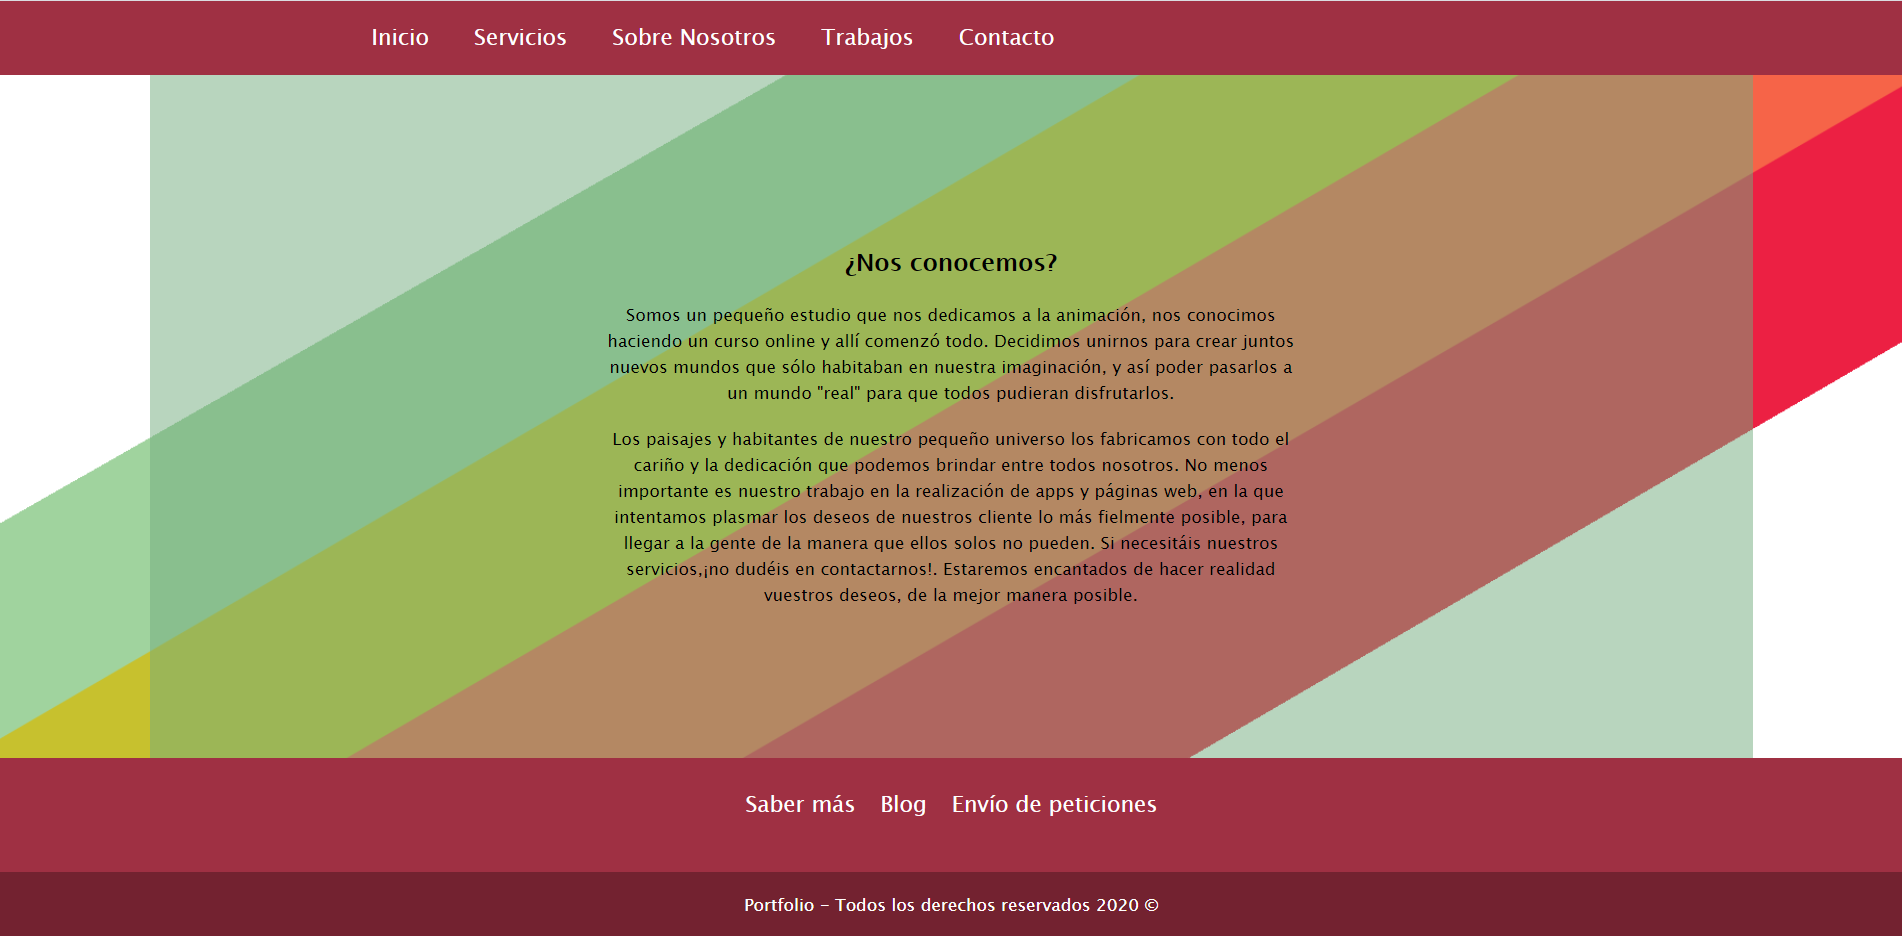 Inicio Servicios Sobre Nosotros Trabajos Contacto
¿Nos conocemos?
Somos un pequeño estudio que nos dedicamos a la animación, nos conocimos
haciendo un curso online y allí comenzó todo. Decidimos unirnos para crear juntos
nuevos mundos que sólo habitaban en nuestra imaginación, y así poder pasarlos a
un mundo "real" para que todos pudieran disfrutarlos.
Los paisajes y habitantes de nuestro pequeño universo los fabricamos con todo el
cariño y la dedicación que podemos brindar entre todos nosotros. No menos
importante es nuestro trabajo en la realización de apps y páginas web, en la que
intentamos plasmar los deseos de nuestros cliente lo más fielmente posible, para
llegar a la gente de la manera que ellos solos no pueden. Si necesitáis nuestros
servicios,¡no dudéis en contactarnos!. Estaremos encantados de hacer realidad
vuestros deseos, de la mejor manera posible.
Saber más Blog Envío de peticiones
Portfolio - Todos los derechos reservados 2020 ©